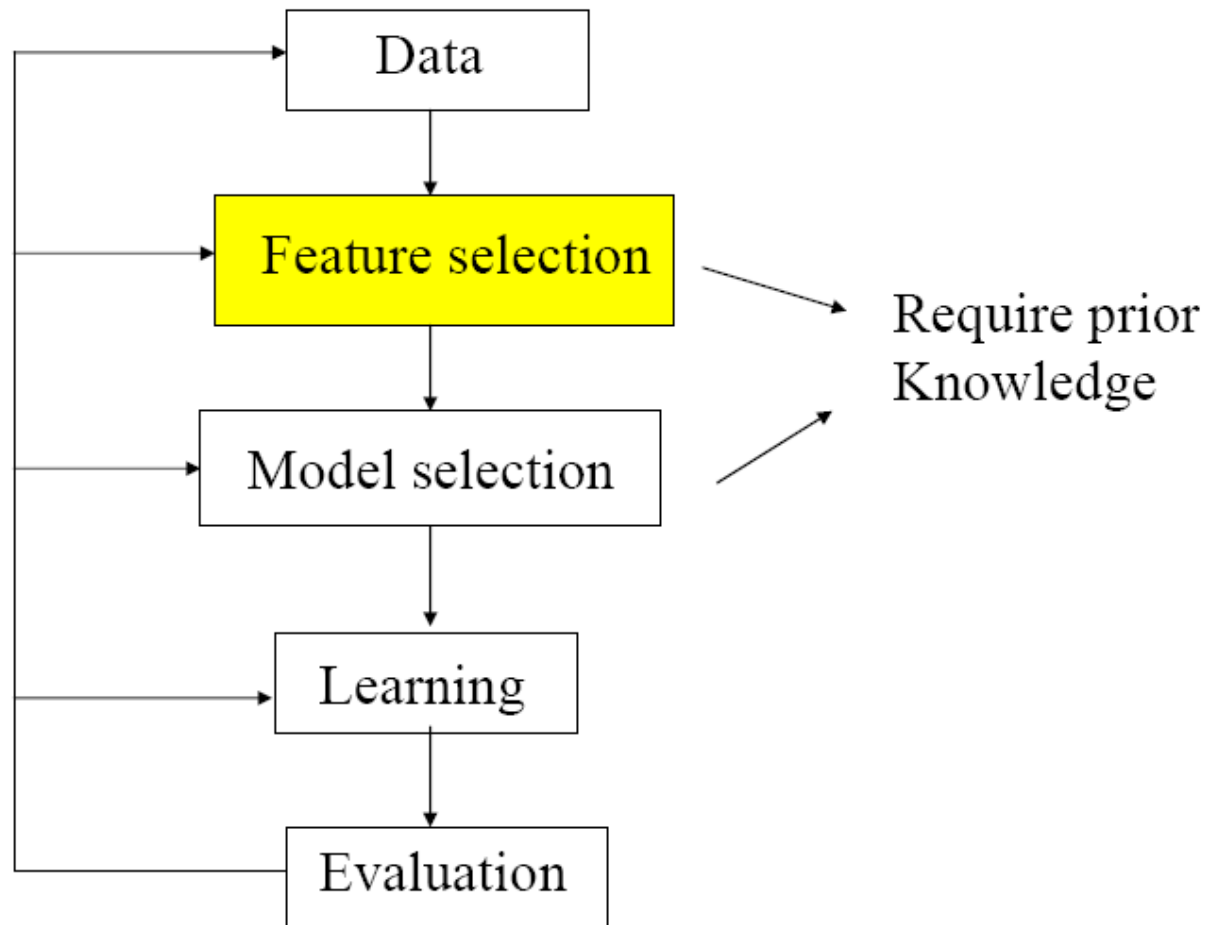 Data
Feature selection
Require prior
Knowledge
Model selection
Learning
Evaluation